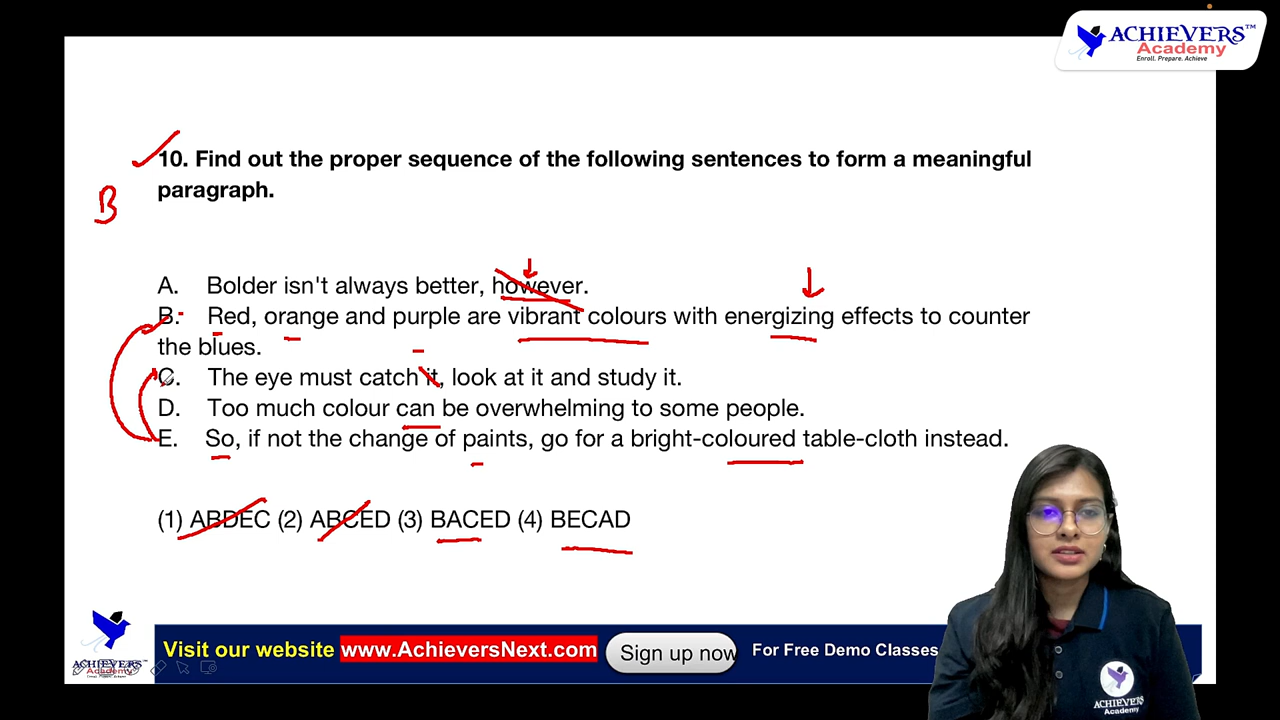 ACHIEVERS™
Academy
Enroll. Prepare. Achieve
10. Find out the proper sequence of the following sentences to form a meaningful
paragraph.
B
A. Bolder isn't always better, however.
B. Red, orange and purple are vibrant colours with energizing effects to counter
the blues.
C. The eye must catch it, look at it and study it.
D. Too much colour can be overwhelming to some people.
E. So, if not the change of paints, go for a bright-coloured table-cloth instead.
(1) ABDEC (2) ABCED (3) BACED (4) BECAD
ACHIEVERS
Academy
Visit our website www.AchieversNext.com Sign up now For Free Demo Classes
ACHIEVERS
Academy